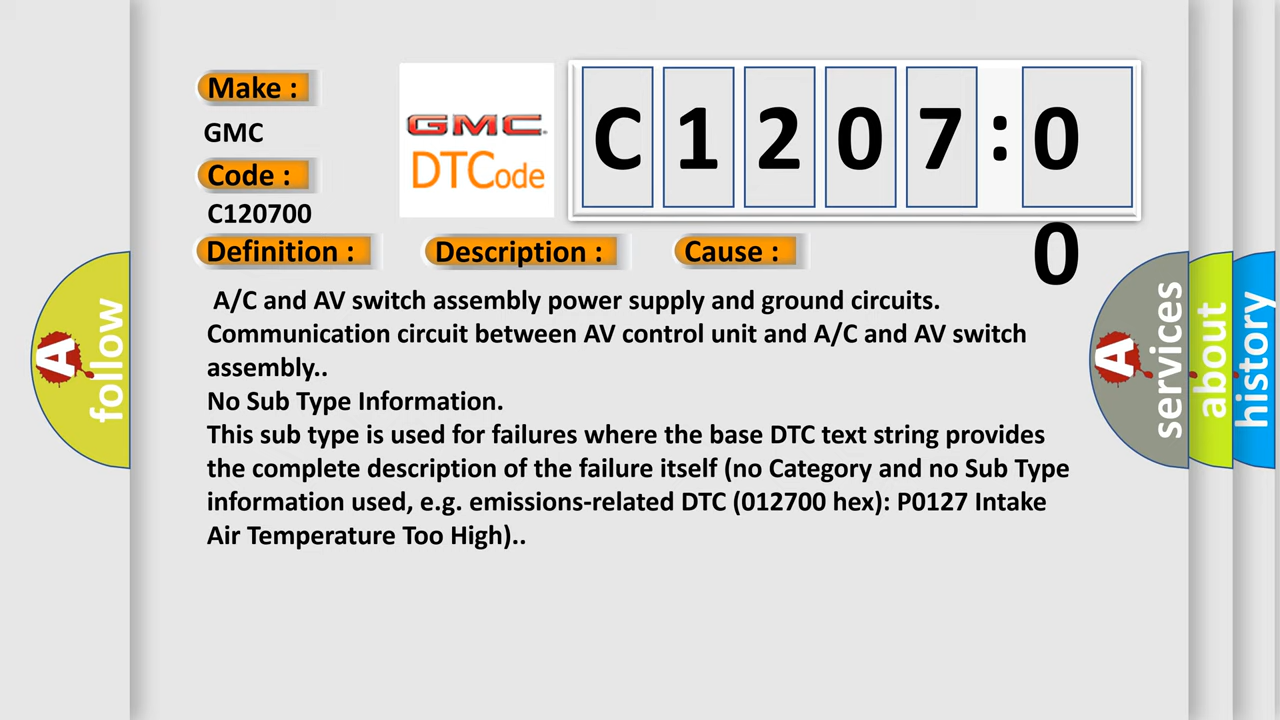 Make :
GMC
Code :
C120700
GMC
DTCode
C1207:0
0
Definition :
Description :
Cause :
A/C and AV switch assembly power supply and ground circuits.
Communication circuit between AV control unit and A/C and AV switch
assembly..
No Sub Type Information.
This sub type is used for failures where the base DTC text string provides
the complete description of the failure itself (no Category and no Sub Type
information used, e.g. emissions-related DTC (012700 hex): P0127 Intake
Air Temperature Too High)..
A follow
A services
about
history